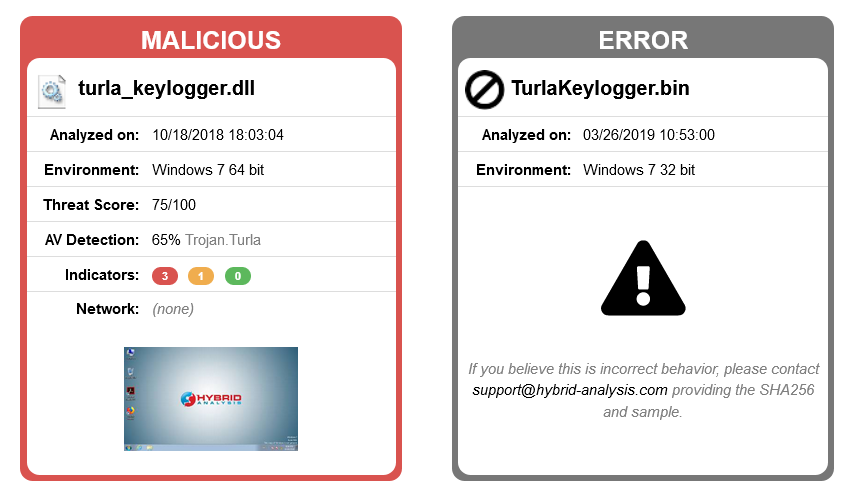 MALICIOUS
turla_keylogger.dll
Analyzed on: 10/18/2018 18:03:04
Environment: Windows 7 64 bit
Threat Score: 75/100
AV Detection: 65% Trojan.Turla
Indicators: 3 1 0
Network: (none)
HYBRID
ANALYSIS
ERROR
TurlaKeylogger.bin
Analyzed on: 03/26/2019 10:53:00
Environment: Windows 7 32 bit
If you believe this is incorrect behavior, please contact
support@hybrid-analysis.com providing the SHA256
and sample.